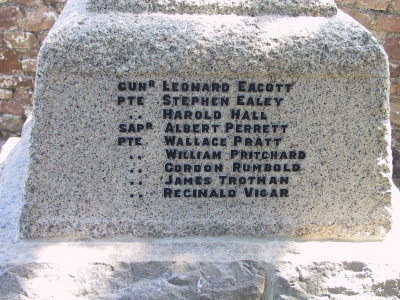 GUNR LEONARD EACOTT
PTE STEPHEN EALEY
.. HAROLD HALL
SAPR ALBERT PERRETT
PTE WALLACE PRATT
.. WILLIAM PRITCHARD
.. GORDON RUMBOLD
.. JAMES TROTMAN
.. REGINALD VIGAR